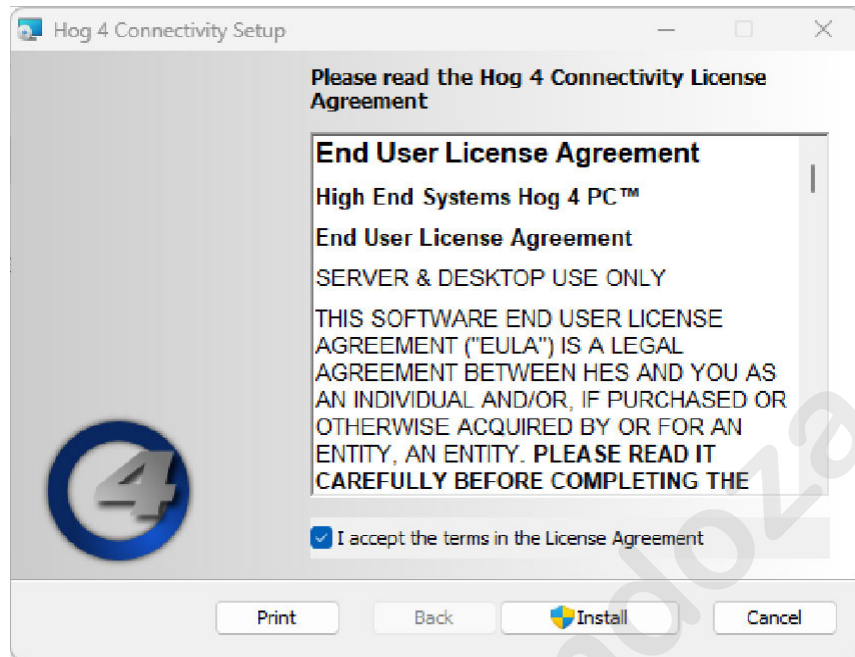 Hog 4 Connectivity Setup
Please read the Hog 4 Connectivity License
Agreement
End User License Agreement
High End Systems Hog 4 PC™
End User License Agreement
SERVER & DESKTOP USE ONLY
THIS SOFTWARE END USER LICENSE
AGREEMENT ("EULA") IS A LEGAL
AGREEMENT BETWEEN HES AND YOU AS
AN INDIVIDUAL AND/OR, IF PURCHASED OR
OTHERWISE ACQUIRED BY OR FOR AN
ENTITY, AN ENTITY. PLEASE READ IT
CAREFULLY BEFORE COMPLETING THE
4
I accept the terms in the License Agreement
Print
Back
Install
Cancel